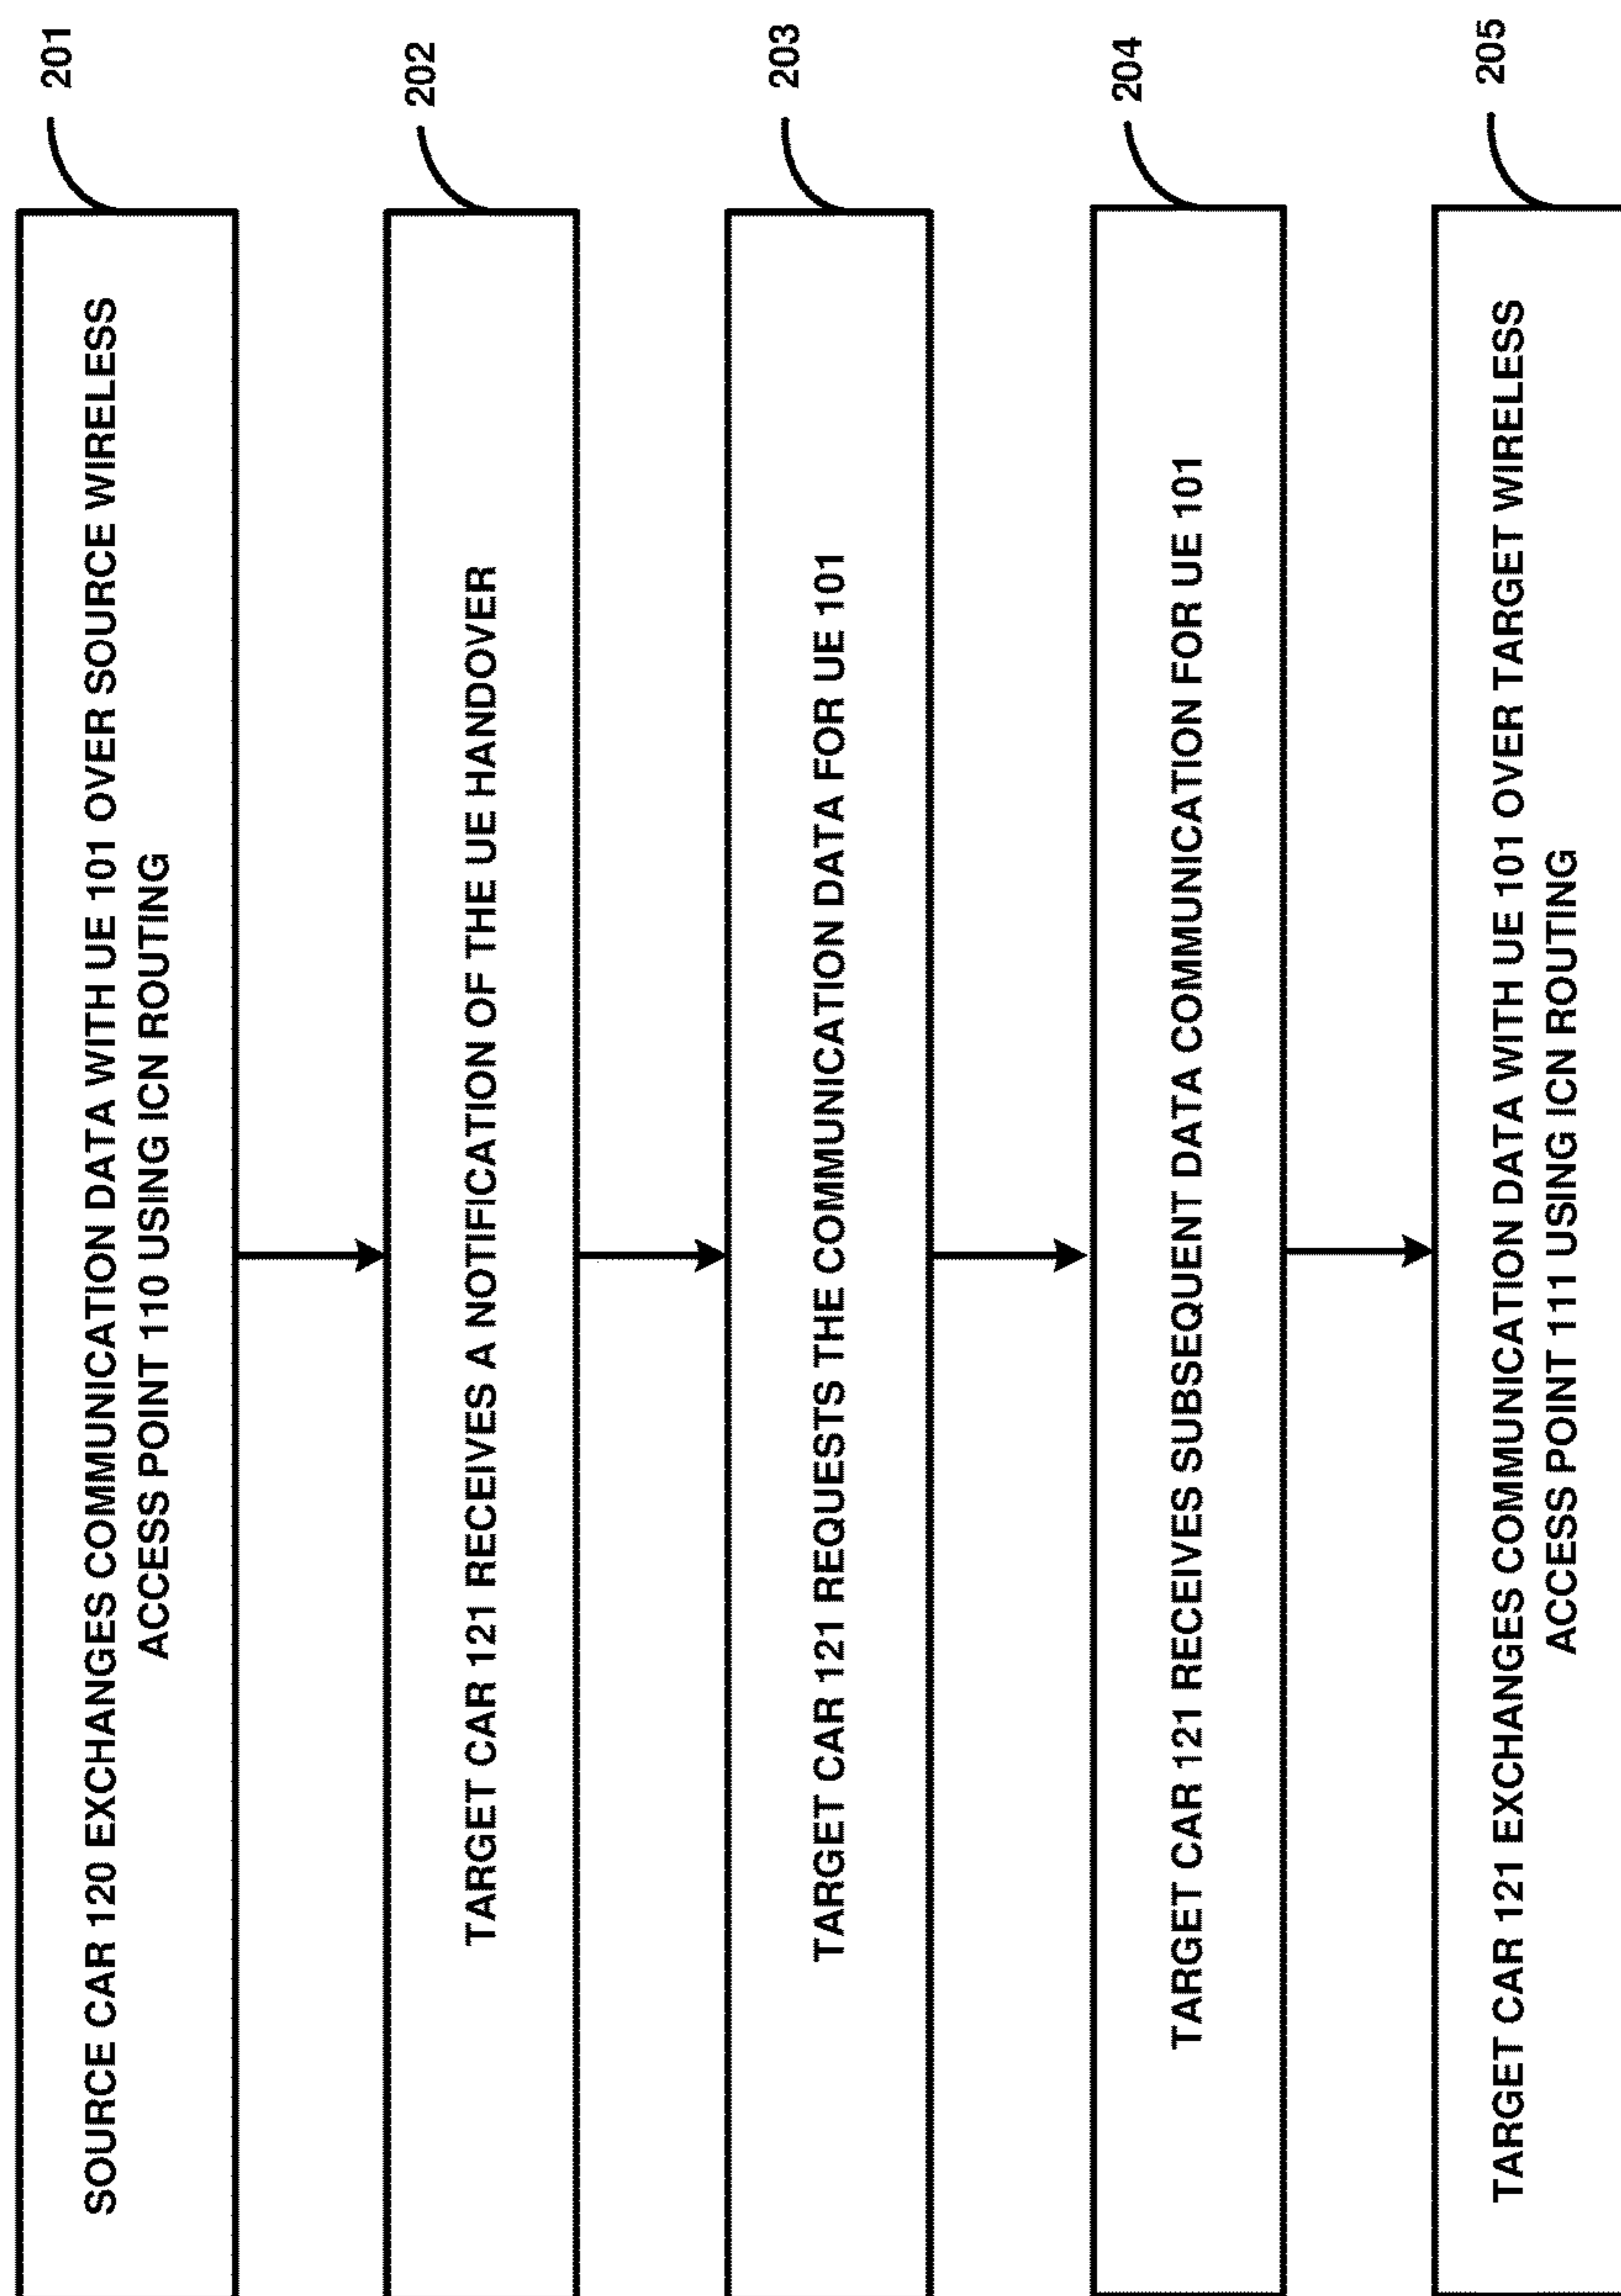 201
SOURCE CAR 120 EXCHANGES COMMUNICATION DATA WITH UE 101 OVER SOURCE WIRELESS
ACCESS POINT 110 USING ICN ROUTING
202
TARGET CAR 121 RECEIVES A NOTIFICATION OF THE UE HANDOVER
203
TARGET CAR 121 REQUESTS THE COMMUNICATION DATA FOR UE 101
204
TARGET CAR 121 RECEIVES SUBSEQUENT DATA COMMUNICATION FOR UE 101
205
TARGET CAR 121 EXCHANGES COMMUNICATION DATA WITH UE 101 OVER TARGET WIRELESS
ACCESS POINT 111 USING ICN ROUTING